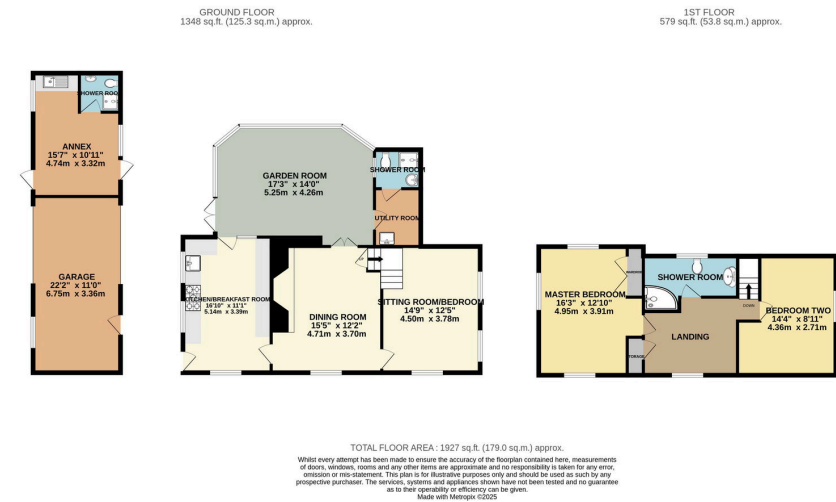 GROUND FLOOR
1348 sq.ft. (125.3 sq.m.) approx.
1ST FLOOR
579 sq.ft. (53.8 sq.m.) approx.
SHOWER ROOM
ANNEX
15'7" x 10'11"
4.74m x 3.32m
GARAGE
22'2" x 11'0"
6.75m x 3.36m
GARDEN ROOM
17'3" x 14'0"
5.25m x 4.26m
SHOWER ROOM
UTILITY ROOM
KITCHEN/BREAKFAST ROOM
16'10" x 11'1"
5.14m x 3.39m
UP
DINING ROOM
15'5" x 12'2"
4.71m x 3.70m
SITTING ROOM/BEDROOM
14'9" x 12'5"
4.50m x 3.78m
MASTER BEDROOM
16'3" x 12'10"
4.95m x 3.91m
SHOWER ROOM
DOWN
LANDING
STORAGE
BEDROOM TWO
14'4" x 8'11"
4.36m x 2.71m
TOTAL FLOOR AREA : 1927 sq.ft. (179.0 sq.m.) approx.
Whilst every attempt has been made to ensure the accuracy of the floorplan contained here, measurements
of doors, windows, rooms and any other items are approximate and no responsibility is taken for any error,
omission or mis-statement. This plan is for illustrative purposes only and should be used as such by any
prospective purchaser. The services, systems and appliances shown have not been tested and no guarantee
as to their operability or efficiency can be given.
Made with Metropix ©2025